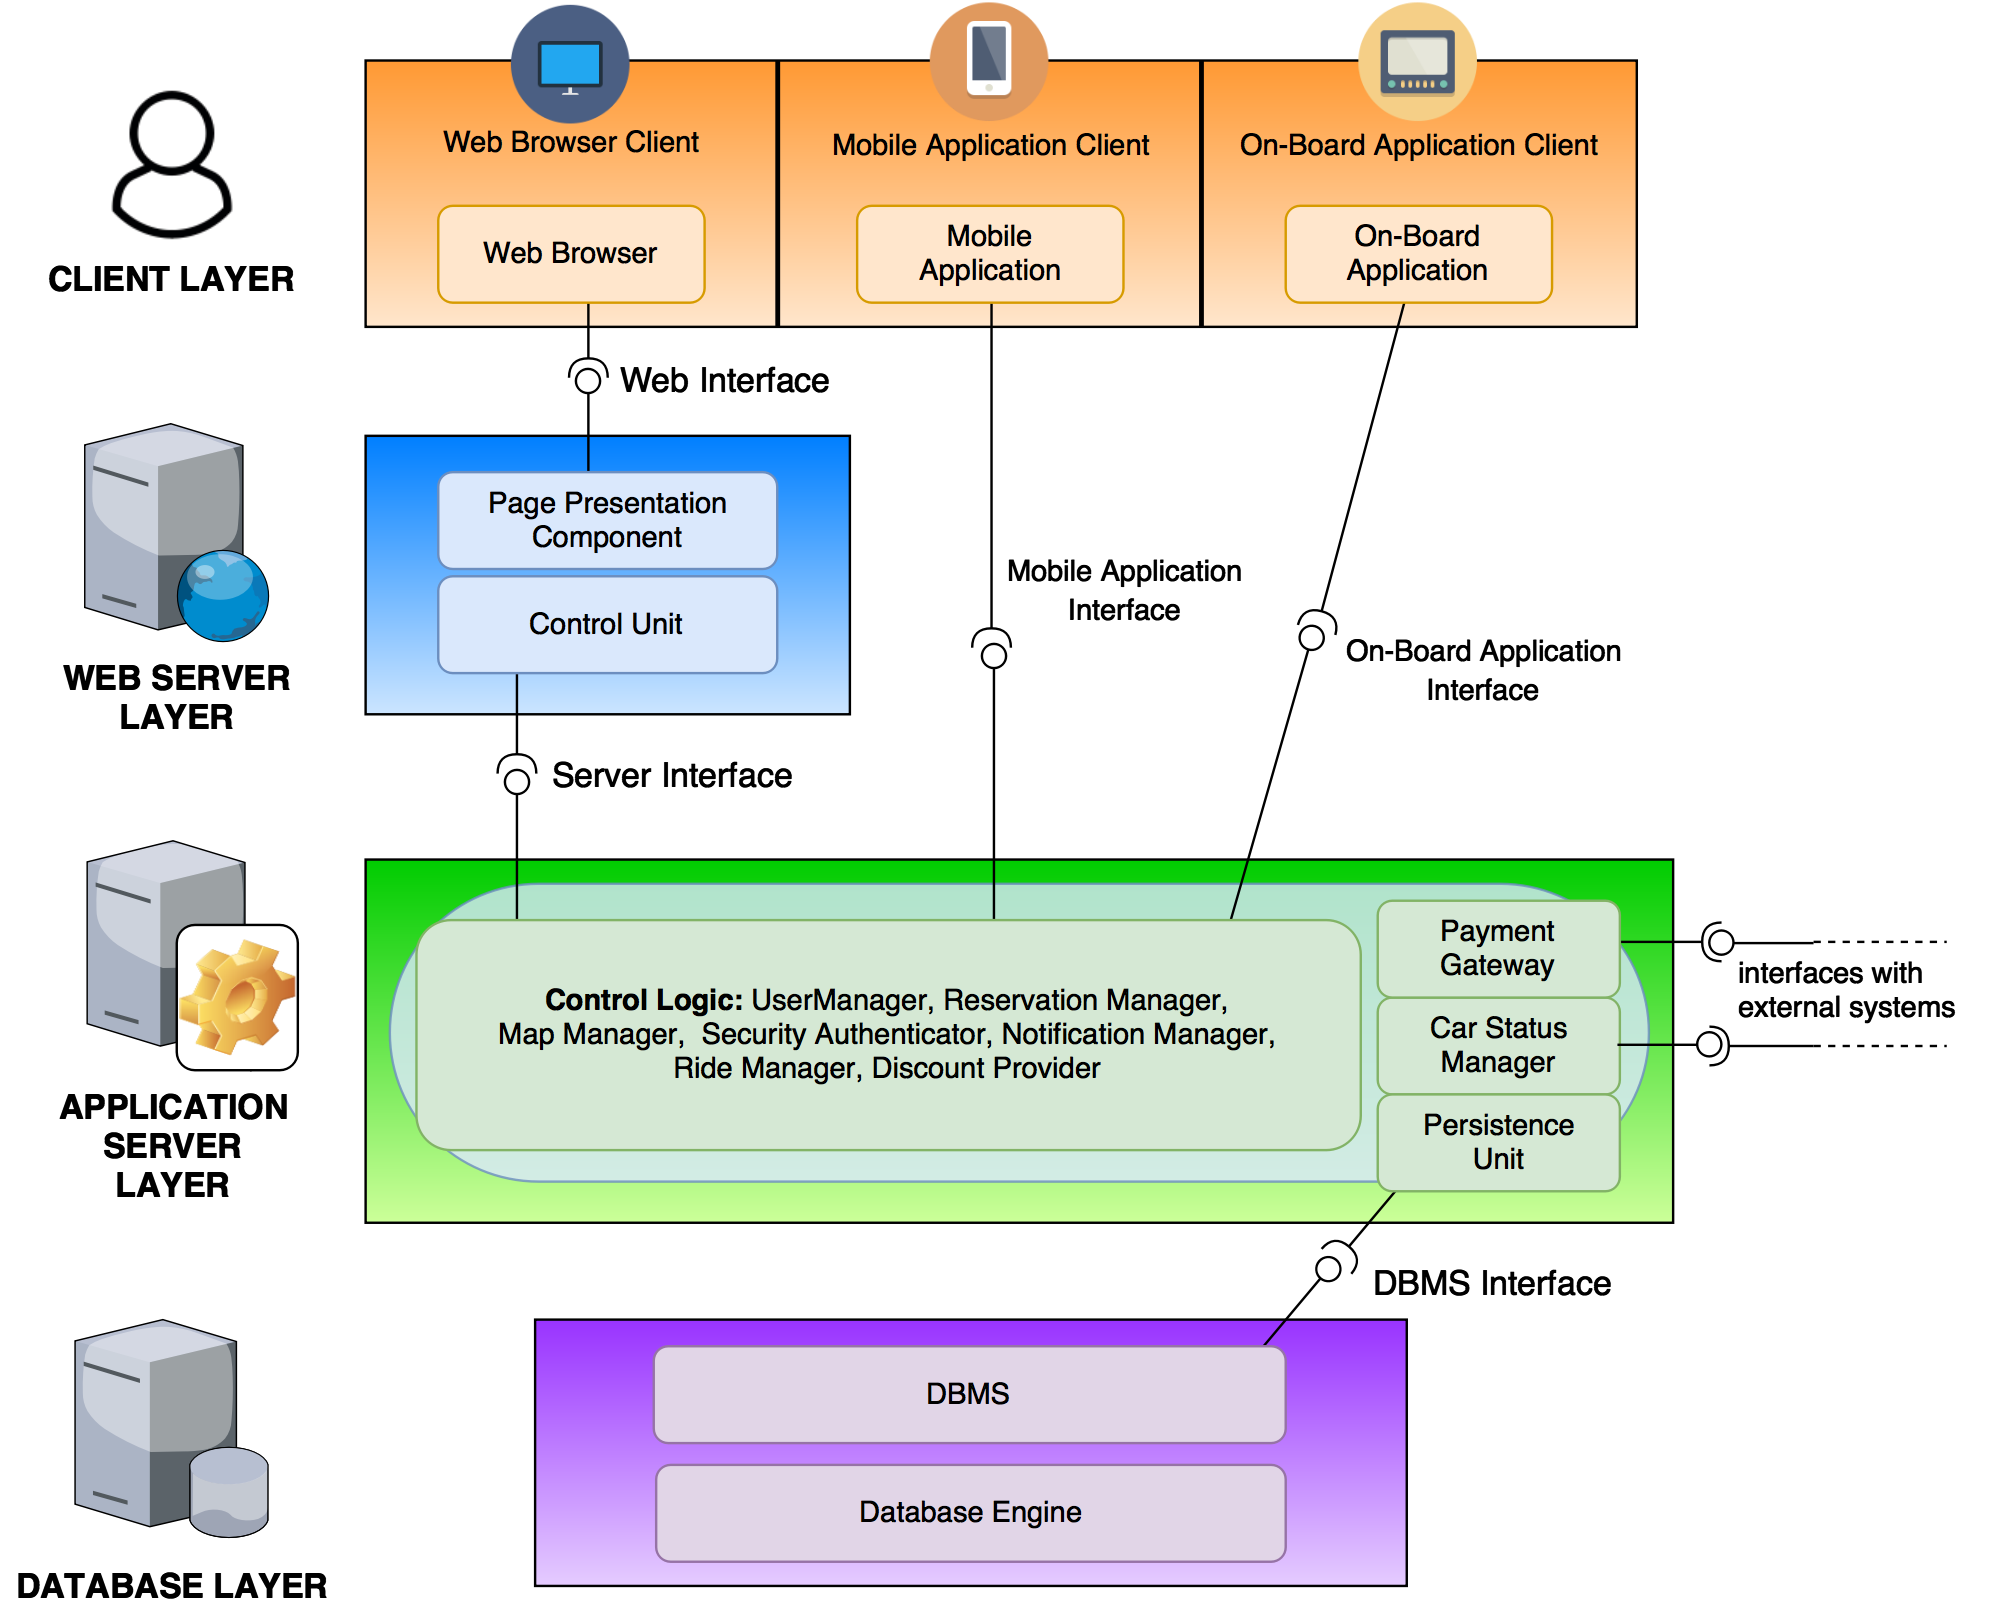 Web Browser Client
Mobile Application Client
On-Board Application Client
Web Browser
Mobile
Application
On-Board
Application
CLIENT LAYER
Web Interface
Page Presentation
Component
Control Unit
Mobile Application
Interface
On-Board Application
Interface
WEB SERVER
LAYER
Server Interface
Control Logic: UserManager, Reservation Manager,
Map Manager,  Security Authenticator, Notification Manager,
Ride Manager, Discount Provider
Payment
Gateway
Car Status
Manager
Persistence
Unit
interfaces with
external systems
APPLICATION
SERVER
LAYER
DBMS Interface
DBMS
Database Engine
DATABASE LAYER